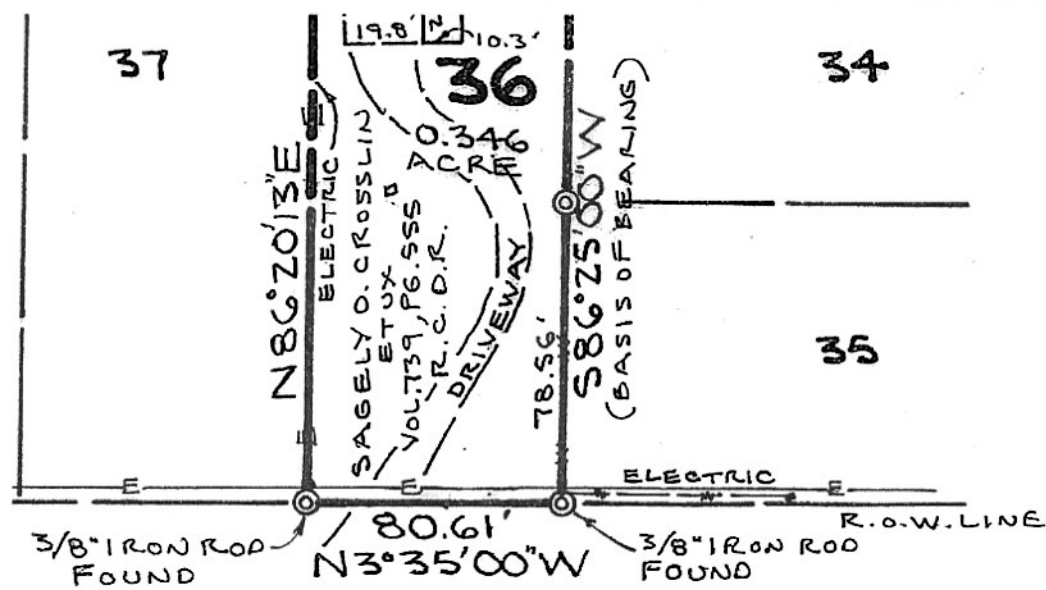 37
19.8'
N
10.3'
36
34
0.346
ACRE
N86°20'13"E
ELECTRIC
SAGELY O. CROSSLIN
ET UX
VOL.739, PG.555
R.C.D.R.
DRIVEWAY
78.56'
S86°25'00"W
(BASIS OF BEARING)
35
E
E
ELECTRIC
E
R.O.W. LINE
80.61'
N3°35'00"W
3/8" IRON ROD
FOUND
3/8" IRON ROD
FOUND